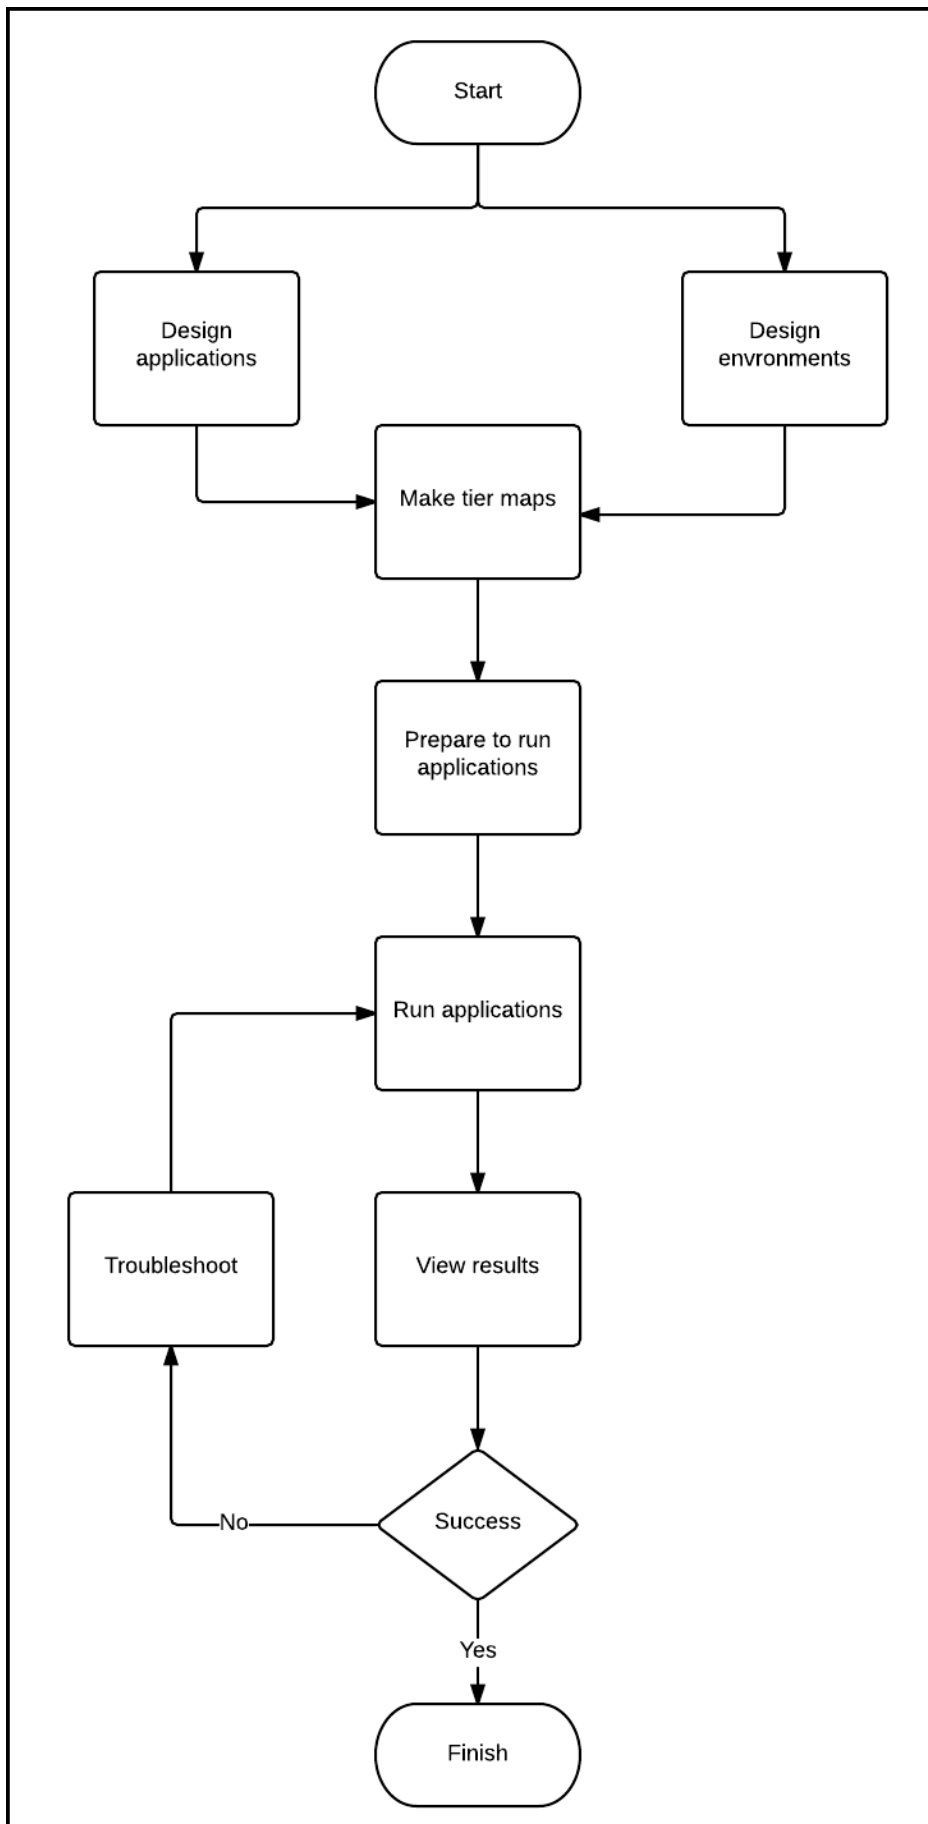 Start
Design
applications
Design
envronments
Make tier maps
Prepare to run
applications
Run applications
Troubleshoot
View results
Success
No
Yes
Finish